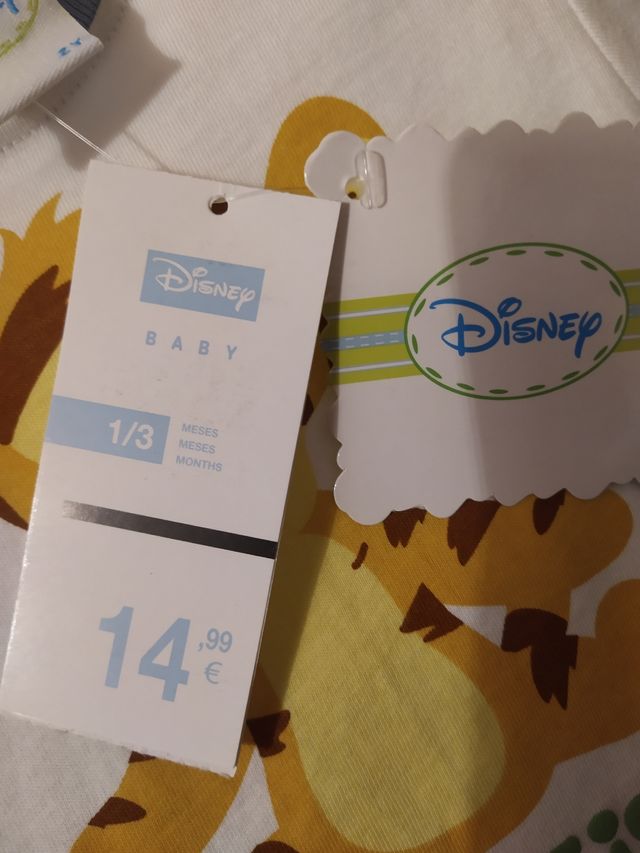 Disney
BABY
1/3
MESES
MESES
MONTHS
14,99
€
Disney